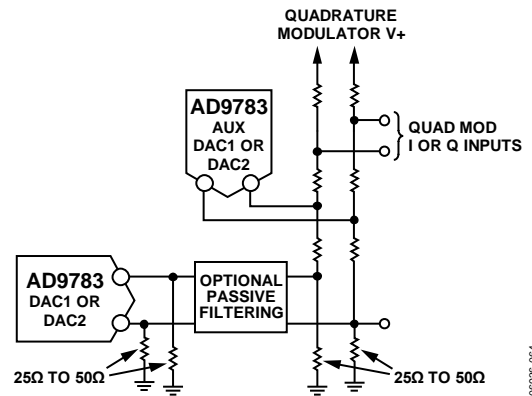 QUADRATURE
MODULATOR V+
AD9783
AUX
DAC1 OR
DAC2
QUAD MOD
I OR Q INPUTS
AD9783
DAC1 OR
DAC2
OPTIONAL
PASSIVE
FILTERING
25Ω TO 50Ω
25Ω TO 50Ω